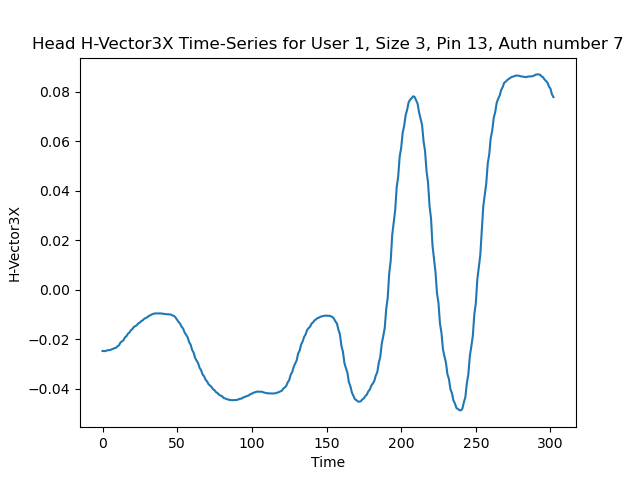 Head H-Vector3X Time-Series for User 1, Size 3, Pin 13, Auth number 7
H-Vector3X
0.08
0.06
0.04
0.02
0.00
−0.02
−0.04
0 50 100 150 200 250 300
Time